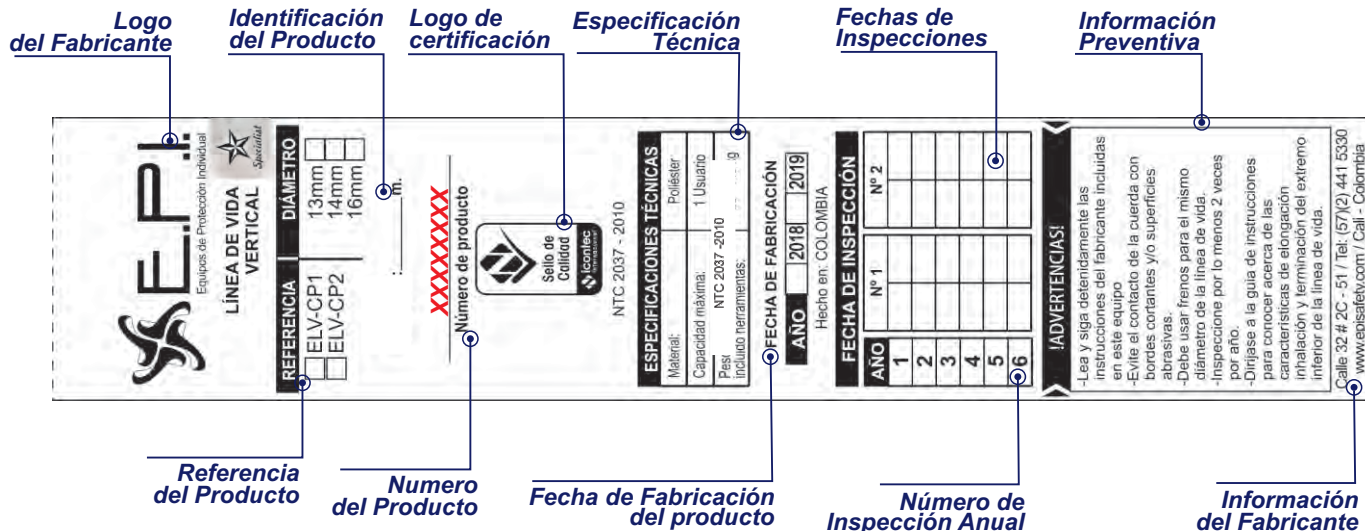 Logo
del Fabricante
Identificación
del Producto
Logo de
certificación
Especificación
Técnica
Fechas de
Inspecciones
Información
Preventiva
E.P.I.
Equipos de Protección Individual
Specialist
LÍNEA DE VIDA
VERTICAL
REFERENCIA DIÁMETRO
ELV-CP1 13mm
ELV-CP2 14mm
16mm
:______ m.
XXXXXXXX
Número de producto
Sello de
Calidad
icontec
internacional
NTC 2037 - 2010
ESPECIFICACIONES TÉCNICAS
Material: Poliéster
Capacidad máxima: 1 Usuario
NTC 2037 -2010
incluido herramientas:
FECHA DE FABRICACIÓN
AÑO 2018 2019
Hecho en: COLOMBIA
FECHA DE INSPECCIÓN
AÑO Nº 1 Nº 2
1
2
3
4
5
6
!ADVERTENCIAS!
-Lea y siga detenidamente las
instrucciones del fabricante incluidas
en este equipo
-Evite el contacto de la cuerda con
bordes cortantes y/o superficies
abrasivas.
-Debe usar frenos para el mismo
diámetro de la línea de vida.
-Inspeccione por lo menos 2 veces
por año.
-Diríjase a la guía de instrucciones
para conocer acerca de las
características de elongación
inhalación y terminación del extremo
inferior de la línea de vida.
Calle 32 # 2C - 51 / Tel: (57)(2) 441 5330
www.episafety.com / Cali - Colombia
Referencia
del Producto
Numero
del Producto
Fecha de Fabricación
del producto
Número de
Inspección Anual
Información
del Fabricante